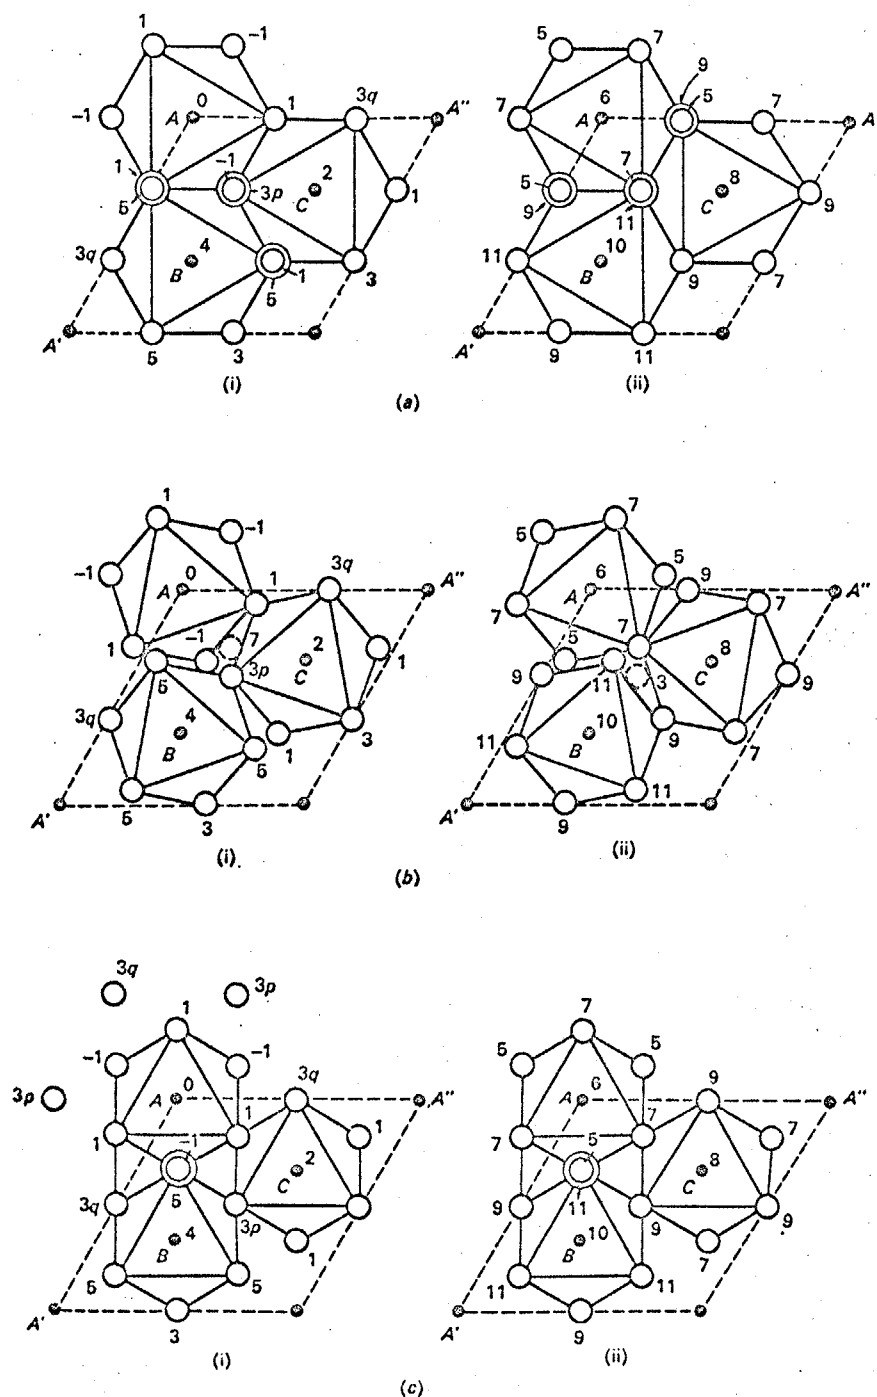 1 -1 5 7
3q 9
0 6 5 7
-1 A 1 A'' 7 A A
1 -1 2 5 7 8
5 3p C 1 9 11 C 9
3q 4 10
B 1 3 11 B 9 7
5
A' 5 3 A' 9 11
(i) (ii)
(a)
1 7
-1 3q 5 5
0 6 9
-1 A 1 A'' 7 A 7 A''
1 -1 7 2 5 7 8
5 3p C 1 9 11 3 C 9
3q 4 10
B 5 1 3 11 B 9 7
5 11
A' 3 A' 9
(i). (ii)
(b)
3q 3p
1 7
-1 -1 5 5
3q 9
3p A 0 A'' A 6 A''
1 1 1 7 7 7
-1 2 5 8
5 C 11 C
3q 3p 9 9 9
4 1 10 7
B B
5 5 11 11
A' 3 A' 9
(i) (ii)
(c)